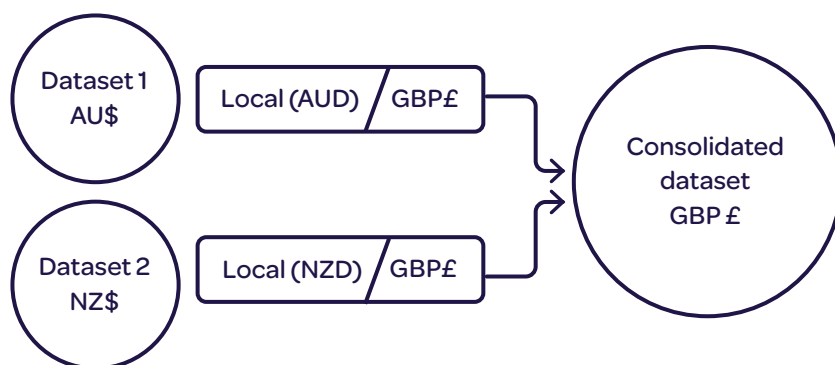 Dataset 1
AU$
Local (AUD) / GBP£
Dataset 2
NZ$
Local (NZD) / GBP£
Consolidated
dataset
GBP £